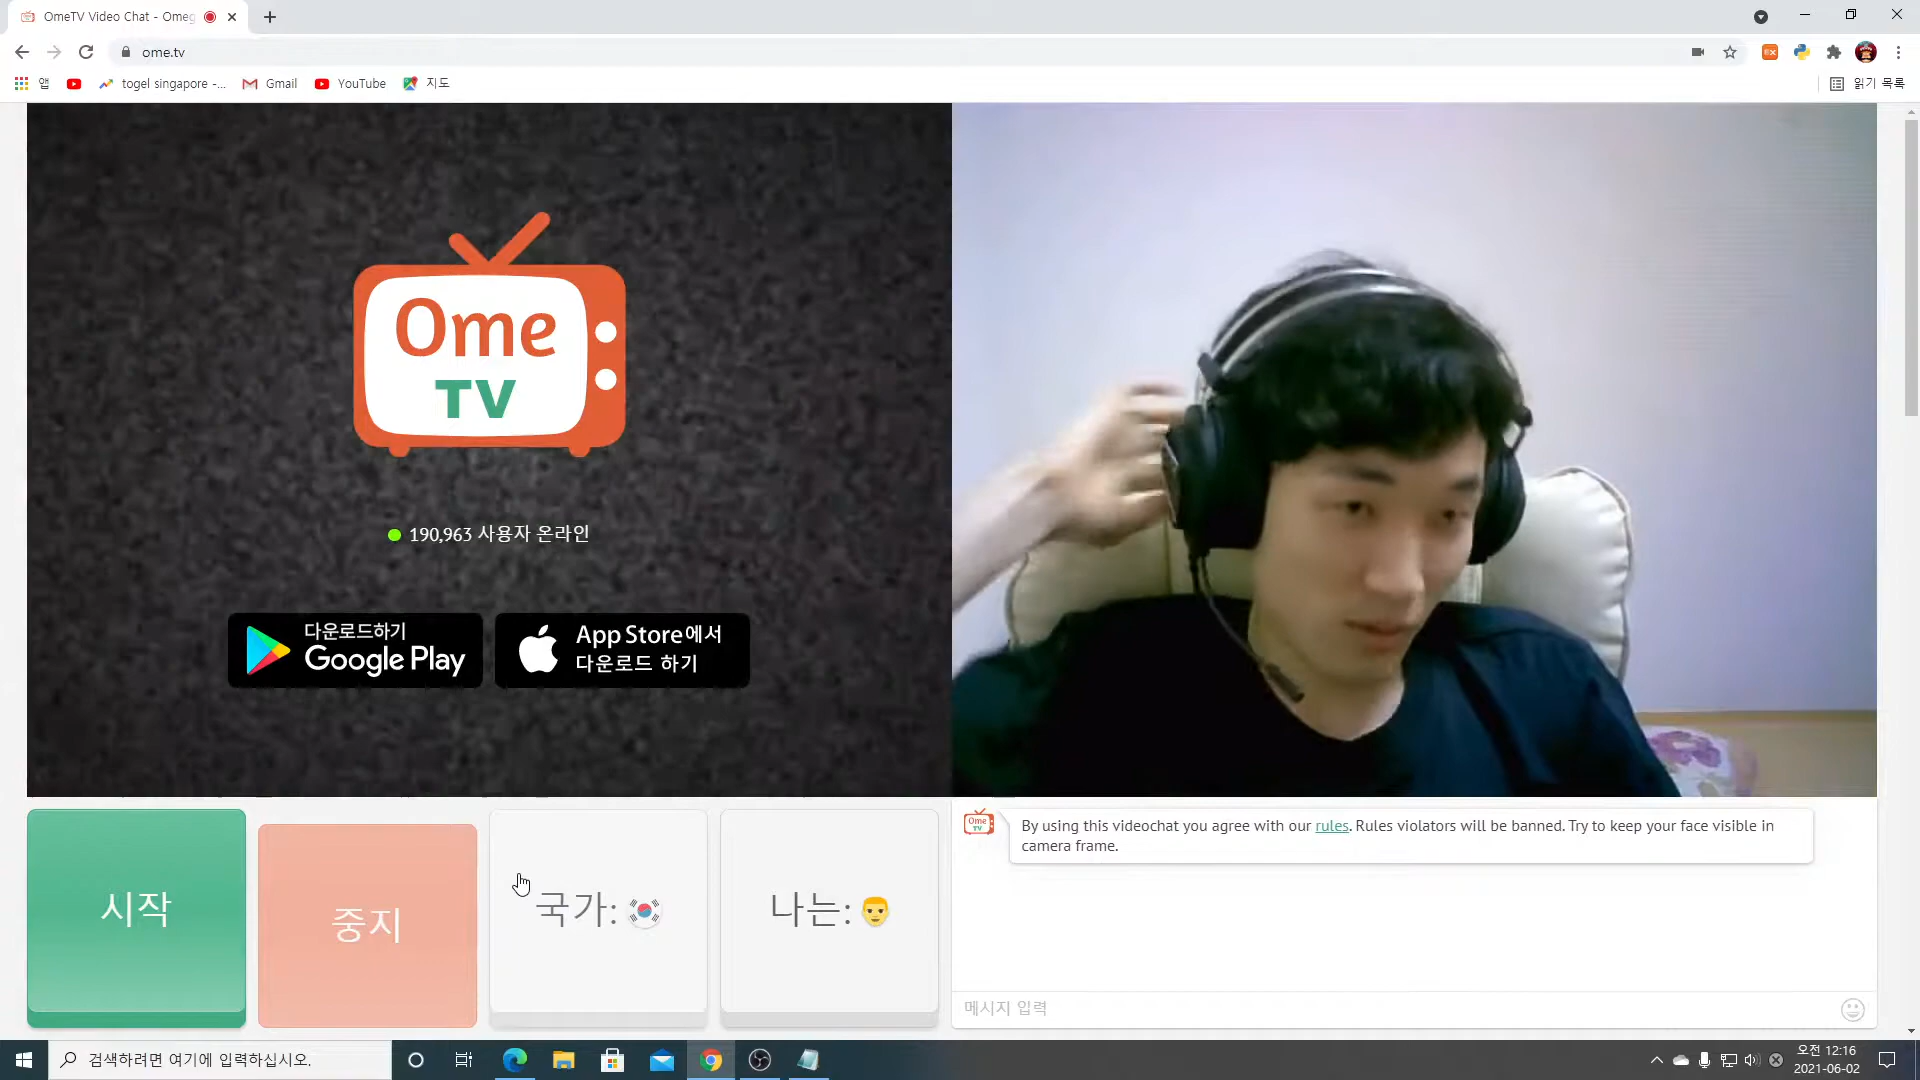 OmeTV Video Chat - Omeg
ome.tv
앱
togel singapore -...
Gmail
YouTube
지도
읽기 목록
Ome
TV
190,963 사용자 온라인
다운로드하기
Google Play
App Store에서
다운로드 하기
시작
중지
국가:
나는:
Ome
TV
By using this videochat you agree with our rules. Rules violators will be banned. Try to keep your face visible in
camera frame.
메시지 입력
검색하려면 여기에 입력하십시오.
오전 12:16
2021-06-02